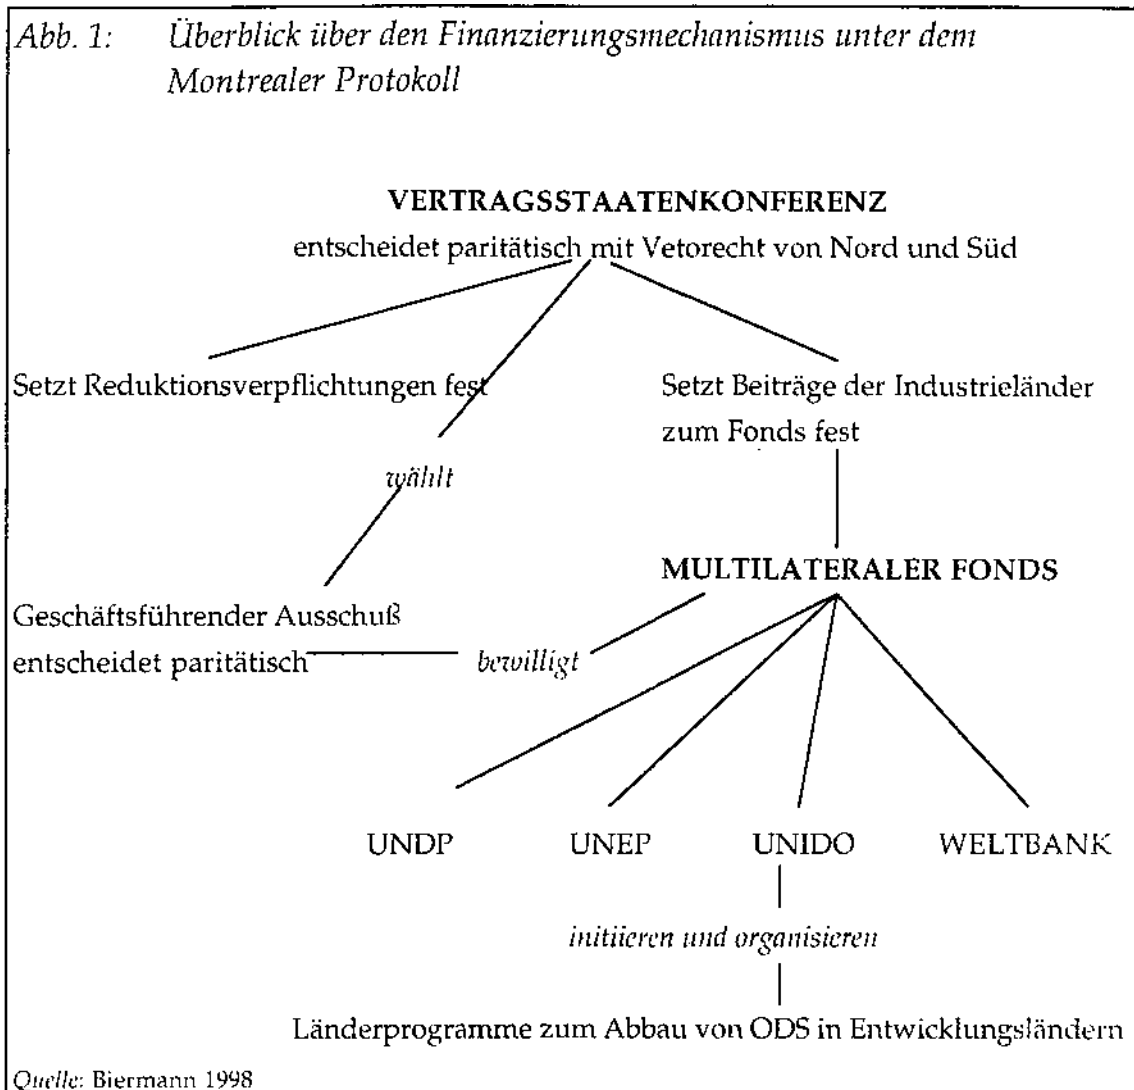 Abb. 1: Überblick über den Finanzierungsmechanismus unter dem
Montrealer Protokoll
VERTRAGSSTAATENKONFERENZ
entscheidet paritätisch mit Vetorecht von Nord und Süd
Setzt Reduktionsverpflichtungen fest
Setzt Beiträge der Industrieländer
zum Fonds fest
wählt
MULTILATERALER FONDS
Geschäftsführender Ausschuß
entscheidet paritätisch
bewilligt
UNDP UNEP UNIDO WELTBANK
initiieren und organisieren
Länderprogramme zum Abbau von ODS in Entwicklungsländern
Quelle: Biermann 1998